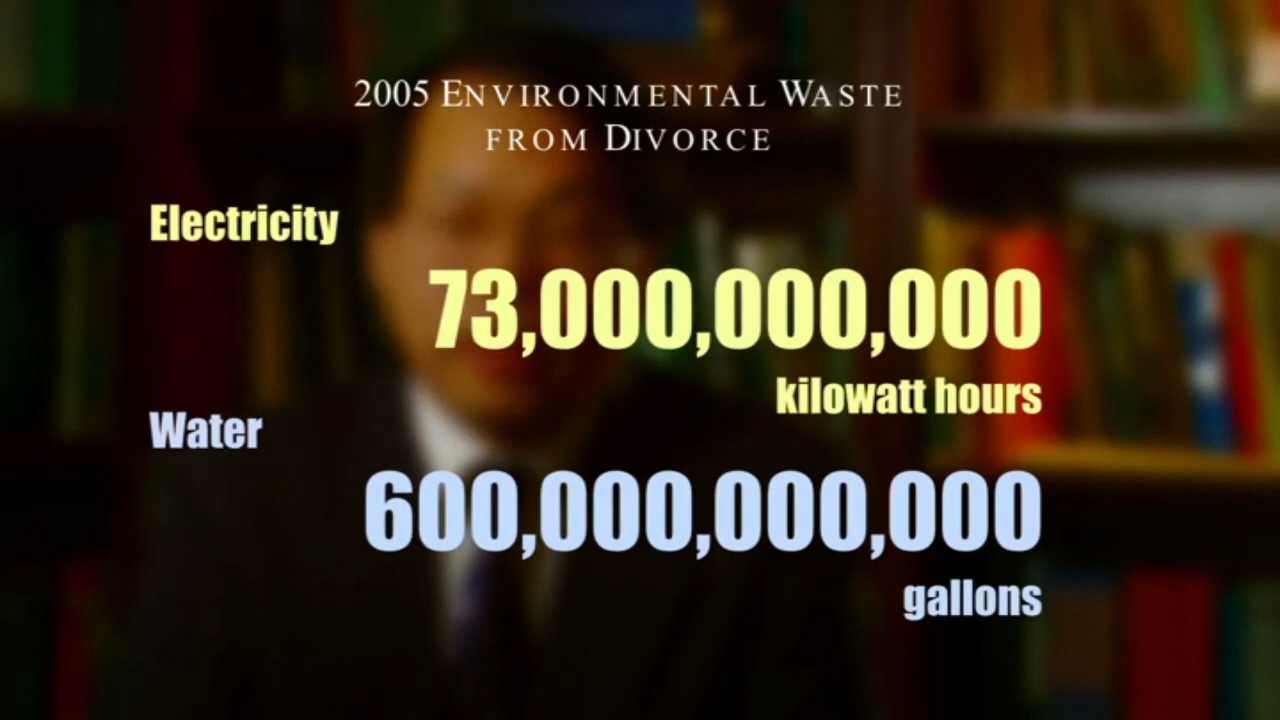 2005 ENVIRONMENTAL WASTE
FROM DIVORCE
Electricity
73,000,000,000
kilowatt hours
Water
600,000,000,000
gallons